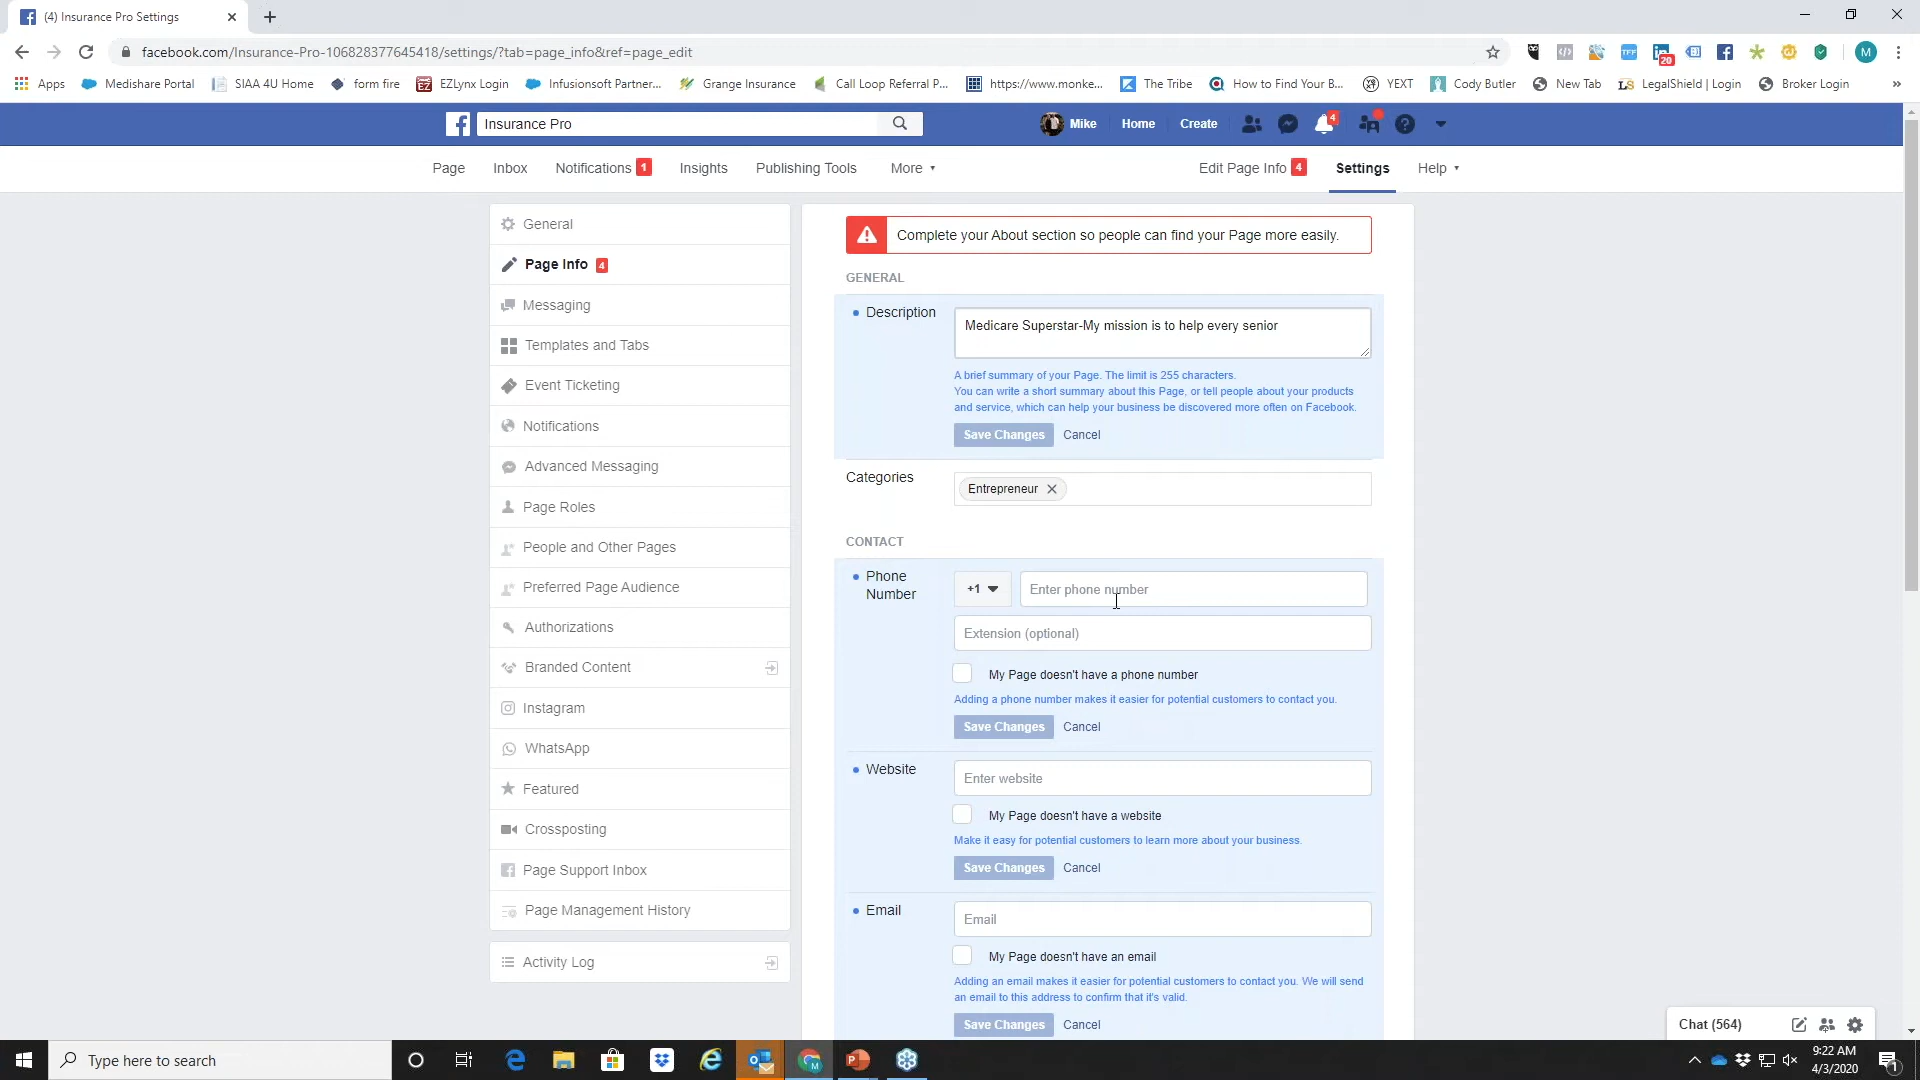 (4) Insurance Pro Settings
facebook.com/Insurance-Pro-106828377645418/settings/?tab=page_info&ref=page_edit
TFF
20
M
Apps
Medishare Portal
SIAA 4U Home
form fire
EZ
EZLynx Login
Infusionsoft Partner...
Grange Insurance
Call Loop Referral P...
https://www.monke...
The Tribe
How to Find Your B...
YEXT
Cody Butler
New Tab
LS
LegalShield | Login
Broker Login
»
Insurance Pro
Mike
Home
Create
4
Page
Inbox
Notifications 1
Insights
Publishing Tools
More
Edit Page Info 4
Settings
Help
General
Page Info 4
Messaging
Templates and Tabs
Event Ticketing
Notifications
Advanced Messaging
Page Roles
People and Other Pages
Preferred Page Audience
Authorizations
Branded Content
Instagram
WhatsApp
Featured
Crossposting
Page Support Inbox
Page Management History
Activity Log
Complete your About section so people can find your Page more easily.
GENERAL
Description
Medicare Superstar-My mission is to help every senior
A brief summary of your Page. The limit is 255 characters.
You can write a short summary about this Page, or tell people about your products
and service, which can help your business be discovered more often on Facebook.
Save Changes
Cancel
Categories
Entrepreneur
CONTACT
Phone
Number
+1
Enter phone number
Extension (optional)
My Page doesn't have a phone number
Adding a phone number makes it easier for potential customers to contact you.
Save Changes
Cancel
Website
Enter website
My Page doesn't have a website
Make it easy for potential customers to learn more about your business.
Save Changes
Cancel
Email
Email
My Page doesn't have an email
Adding an email makes it easier for potential customers to contact you. We will send
an email to this address to confirm that it's valid.
Save Changes
Cancel
Chat (564)
Type here to search
9:22 AM
4/3/2020
1